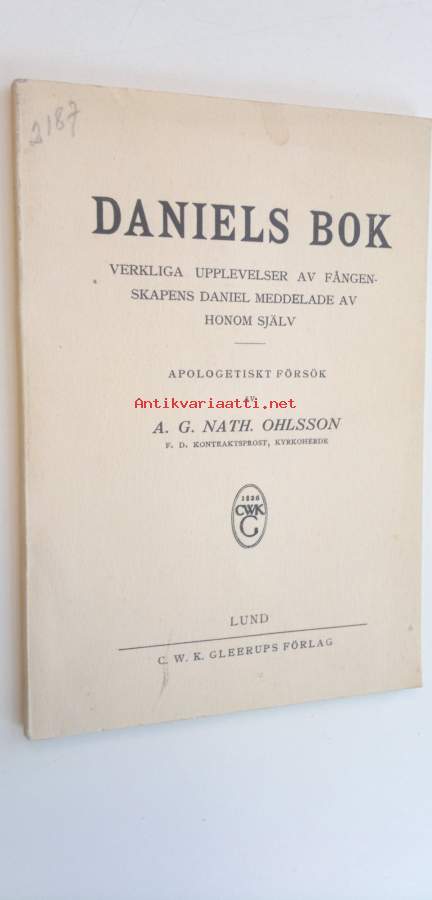 2187
DANIELS BOK
VERKLIGA UPPLEVELSER AV FÅNGEN-
SKAPENS DANIEL MEDDELADE AV
HONOM SJÄLV
APOLOGETISKT FÖRSÖK
AV
Antikvariaatti.net
A. G. NATH. OHLSSON
F. D. KONTRAKTSPROST, KYRKOHERDE
1826
CWK
G
LUND
C. W. K. GLEERUPS FÖRLAG